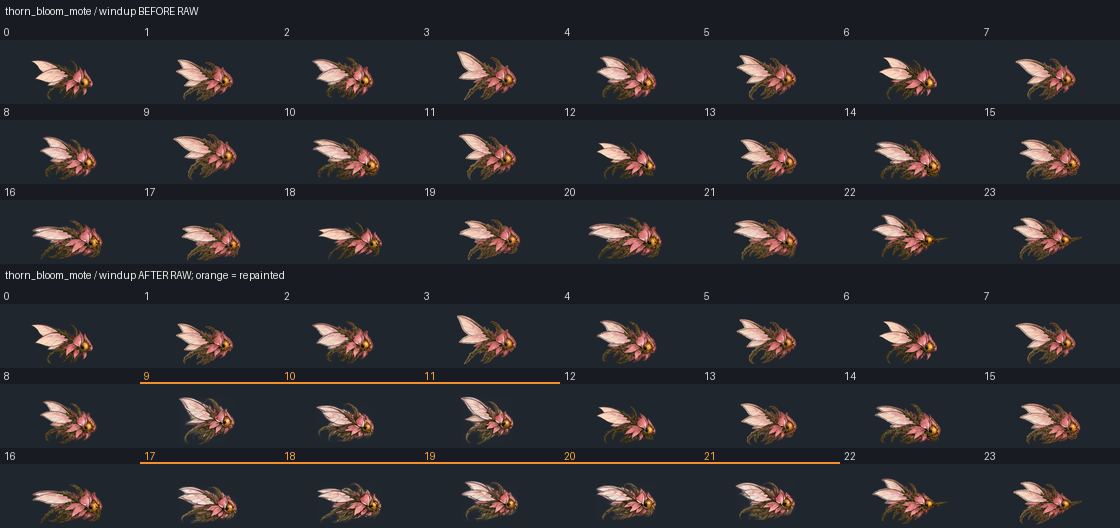 thorn_bloom_mote / windup BEFORE RAW
0 1 2 3 4 5 6 7
8 9 10 11 12 13 14 15
16 17 18 19 20 21 22 23
thorn_bloom_mote / windup AFTER RAW; orange = repainted
0 1 2 3 4 5 6 7
8 9 10 11 12 13 14 15
16 17 18 19 20 21 22 23